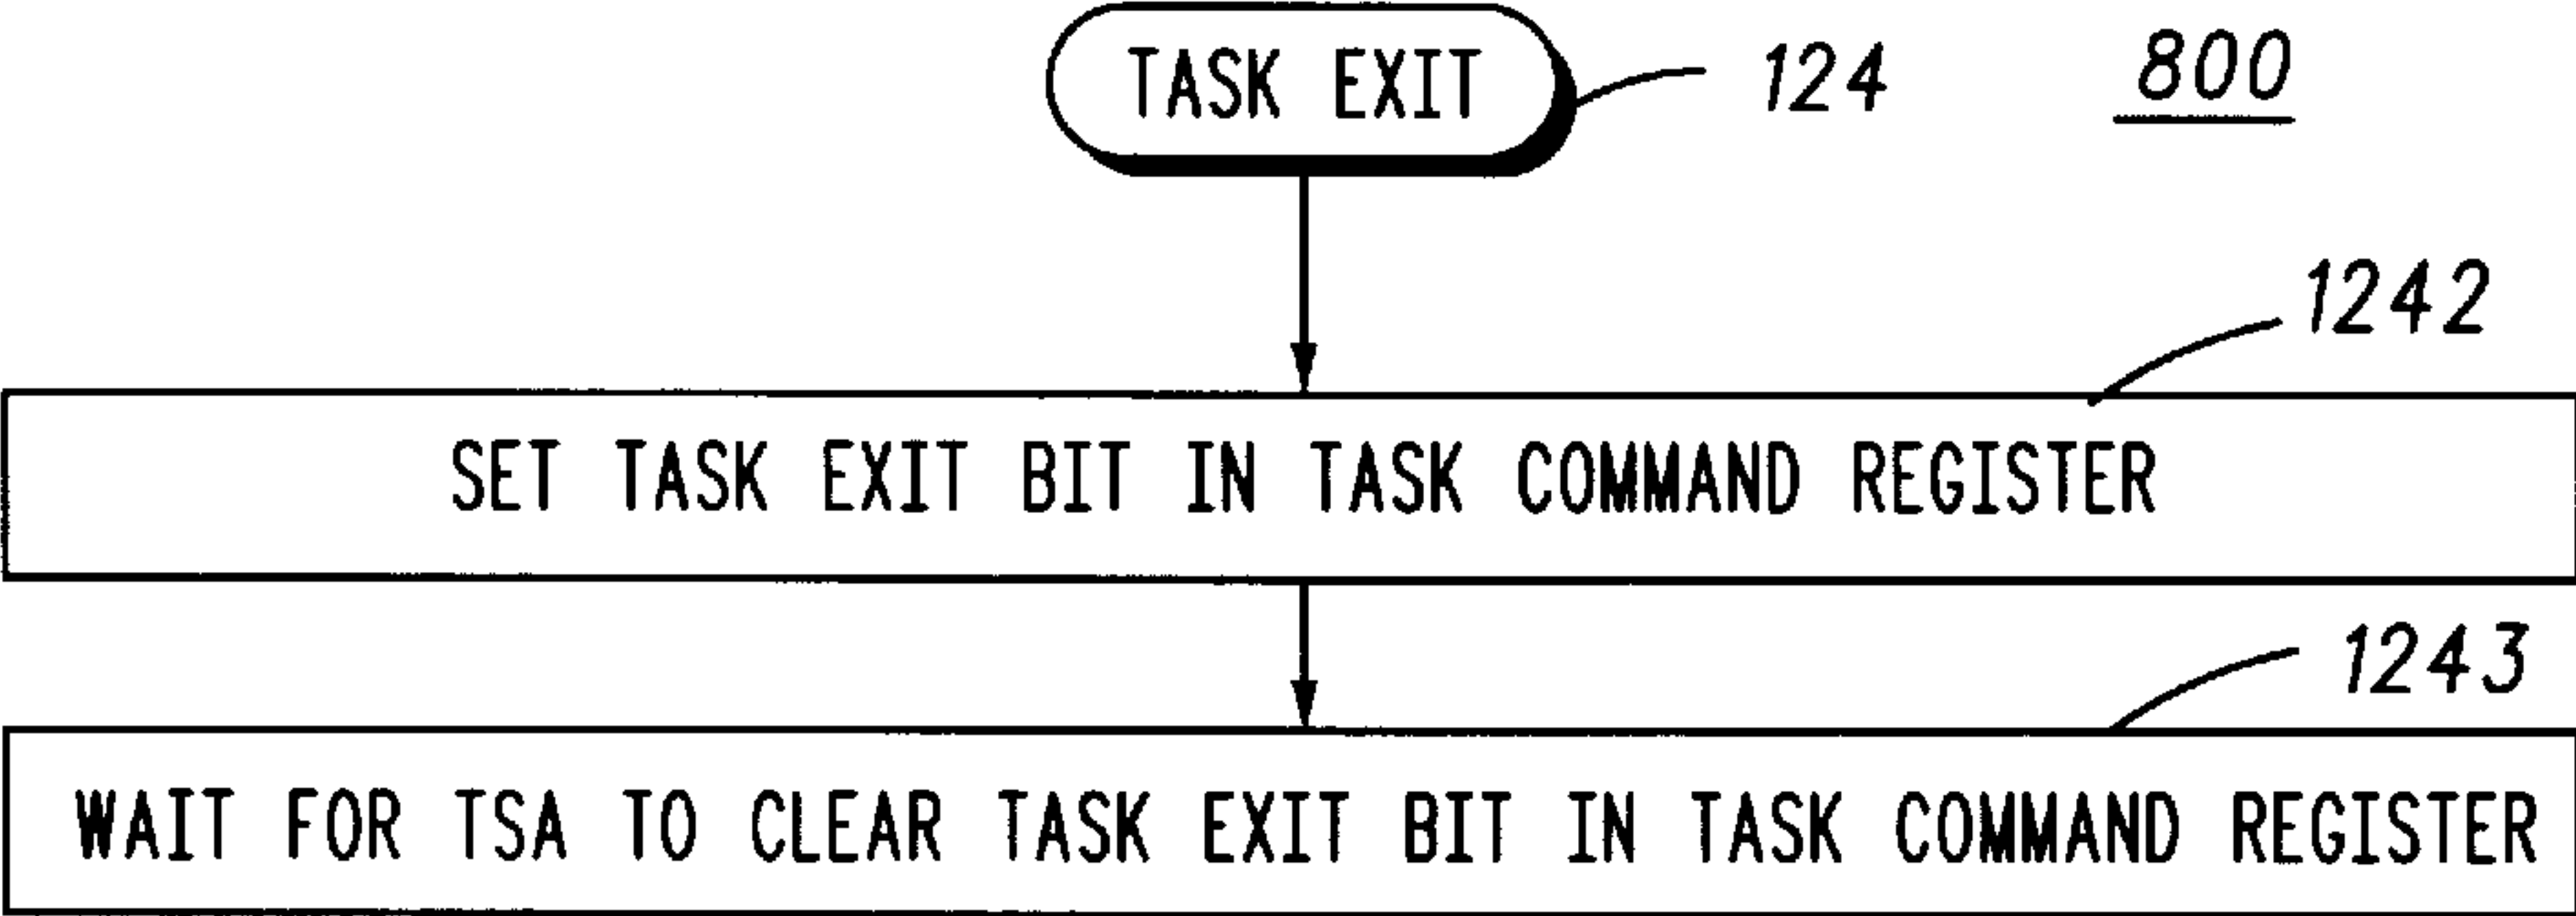 TASK EXIT 124 800
1242
SET TASK EXIT BIT IN TASK COMMAND REGISTER
1243
WAIT FOR TSA TO CLEAR TASK EXIT BIT IN TASK COMMAND REGISTER